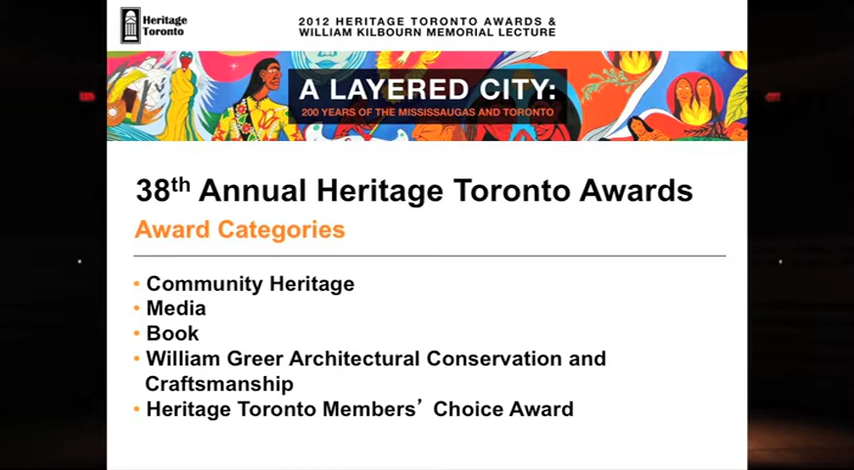 Heritage
Toronto
2012 HERITAGE TORONTO AWARDS &
WILLIAM KILBOURN MEMORIAL LECTURE
A LAYERED CITY:
200 YEARS OF THE MISSISSAUGAS AND TORONTO
38th Annual Heritage Toronto Awards
Award Categories
• Community Heritage
• Media
• Book
• William Greer Architectural Conservation and
Craftsmanship
• Heritage Toronto Members’ Choice Award